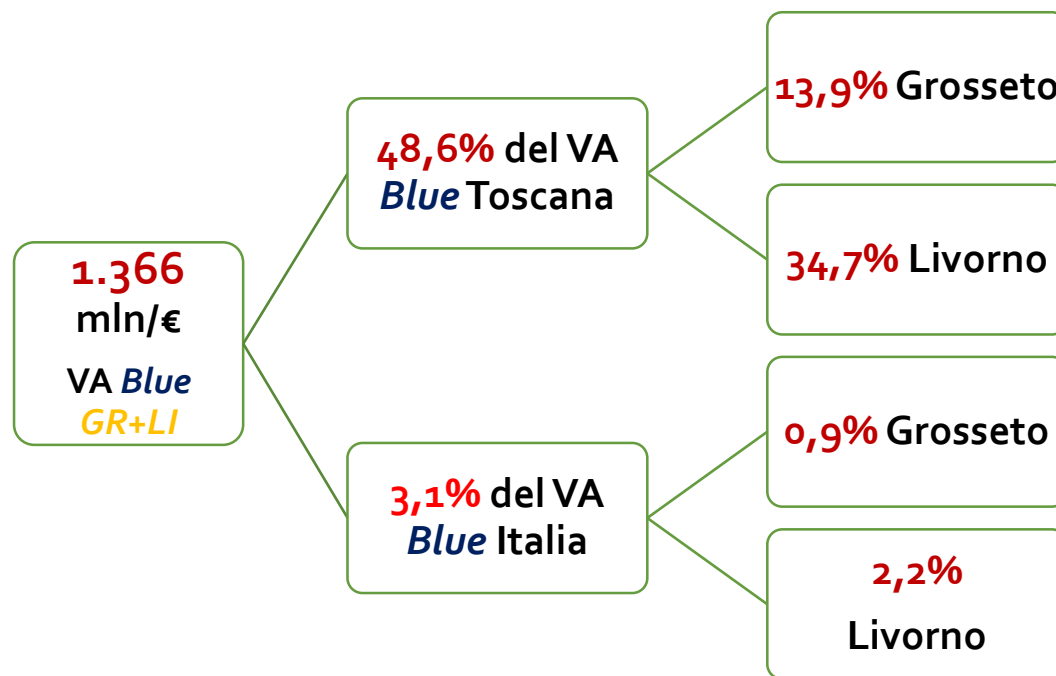 1.366
mln/€
VA Blue
GR+LI
48,6% del VA
Blue Toscana
13,9% Grosseto
34,7% Livorno
3,1% del VA
Blue Italia
0,9% Grosseto
2,2%
Livorno